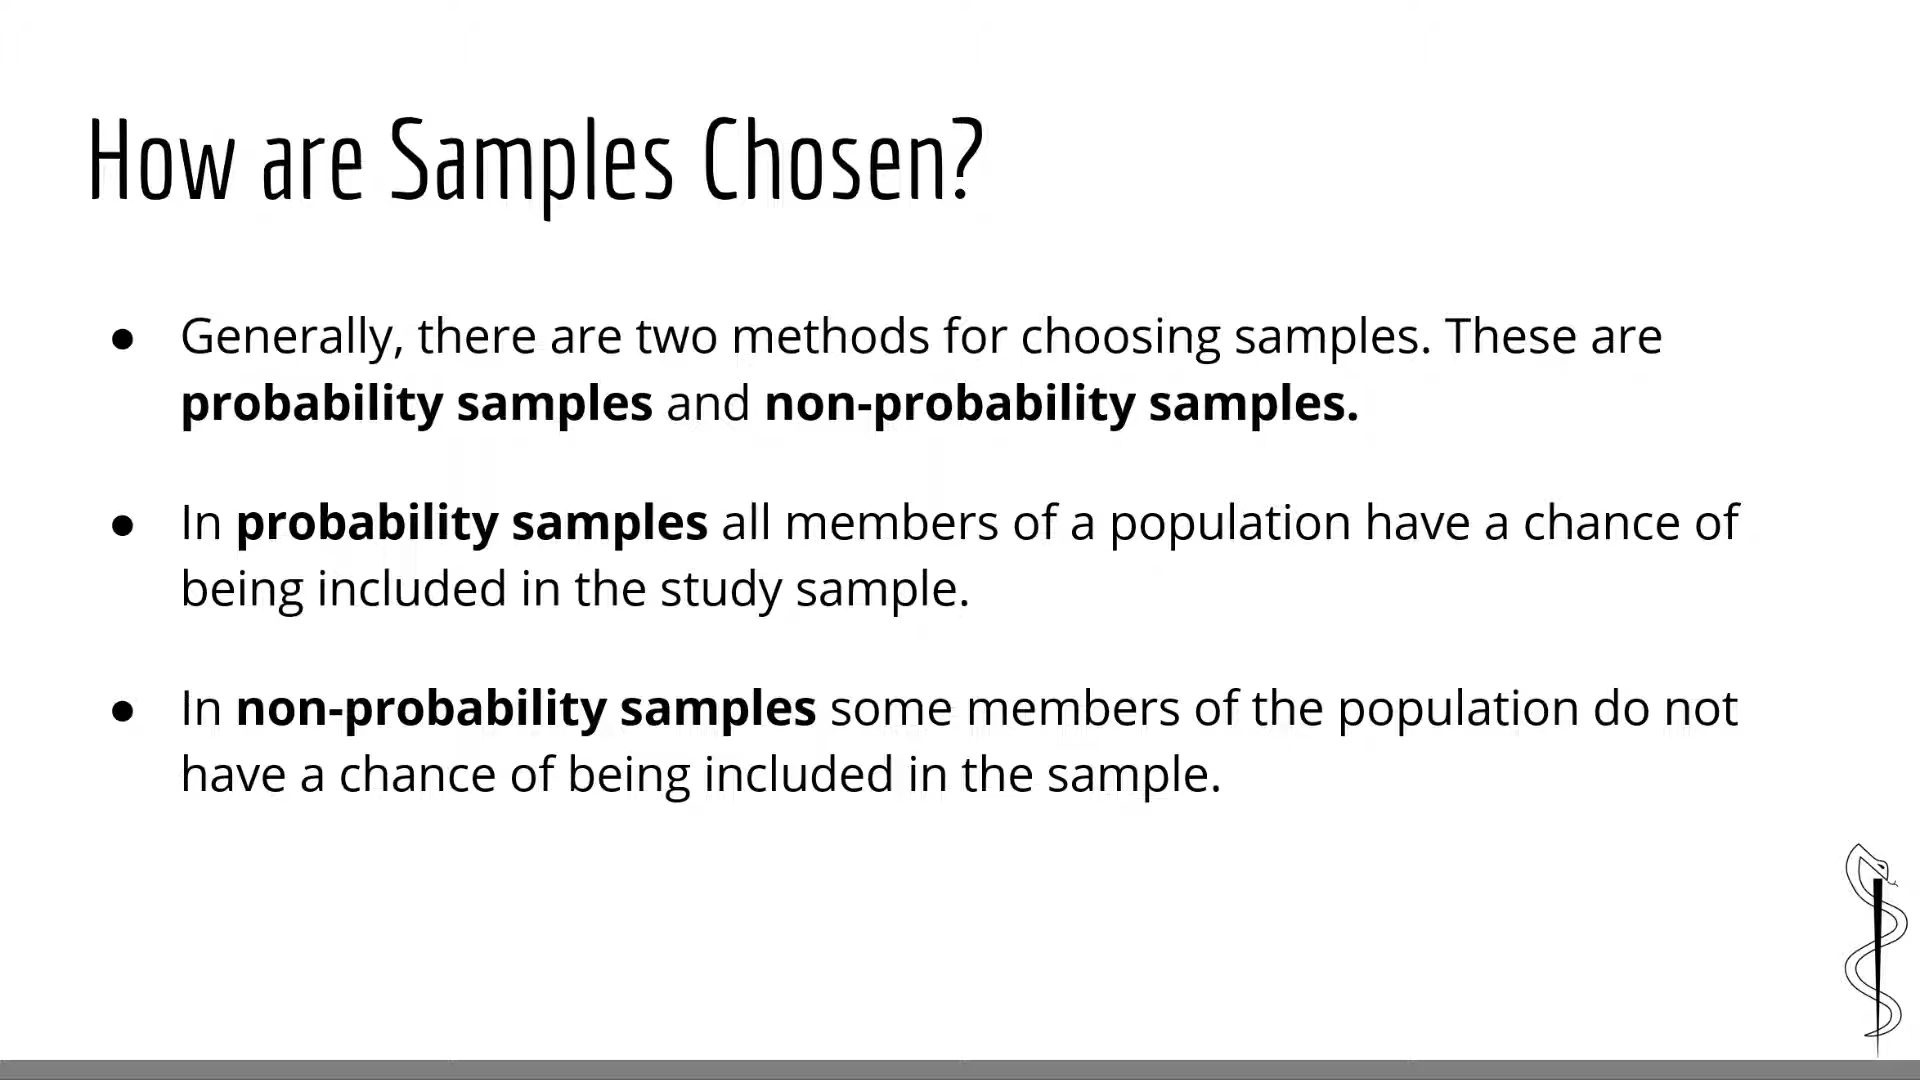 How are Samples Chosen?
● Generally, there are two methods for choosing samples. These are
probability samples and non-probability samples.
● In probability samples all members of a population have a chance of
being included in the study sample.
● In non-probability samples some members of the population do not
have a chance of being included in the sample.